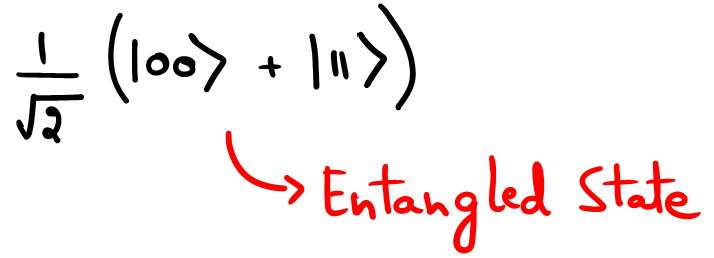 1/√2 (|00⟩ + |11⟩)
Entangled State